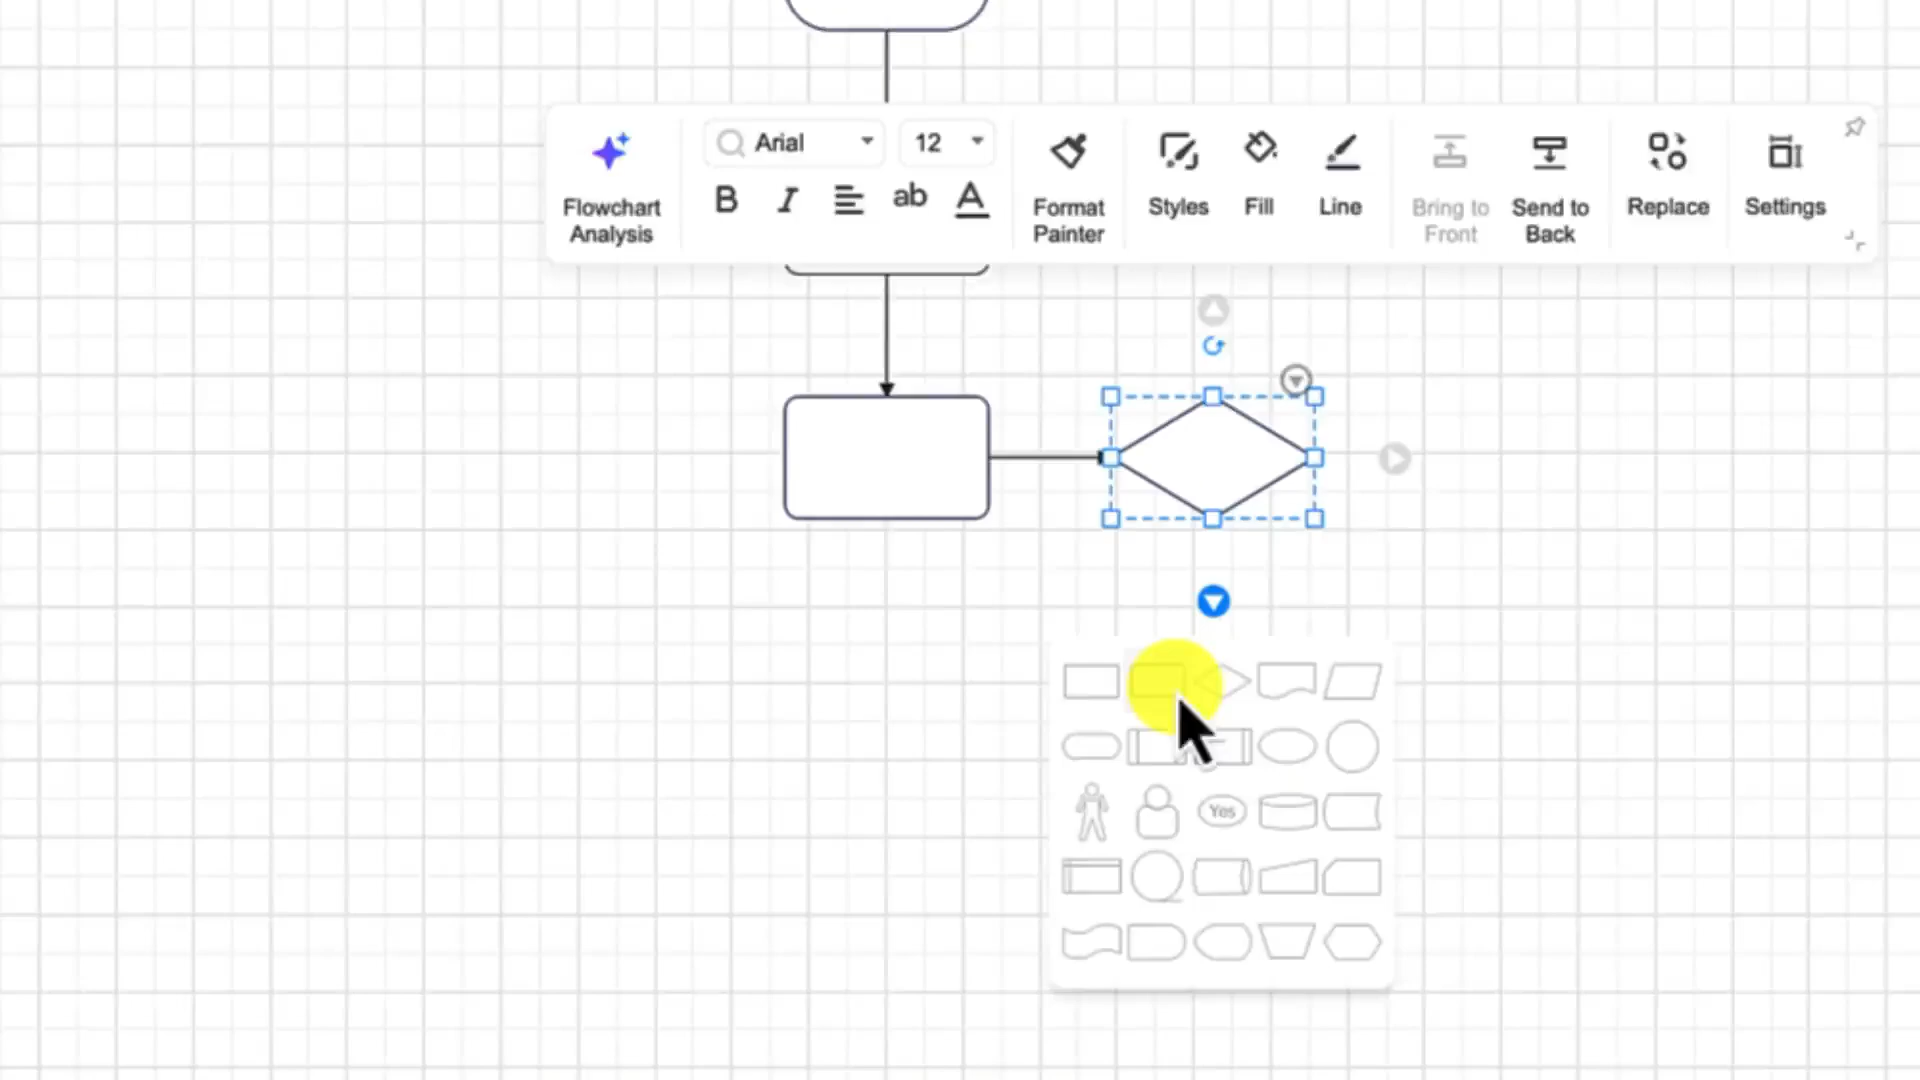 Arial
12
B I ab A
Flowchart
Analysis
Format
Painter
Styles
Fill
Line
Bring to
Front
Send to
Back
Replace
Settings
Yes